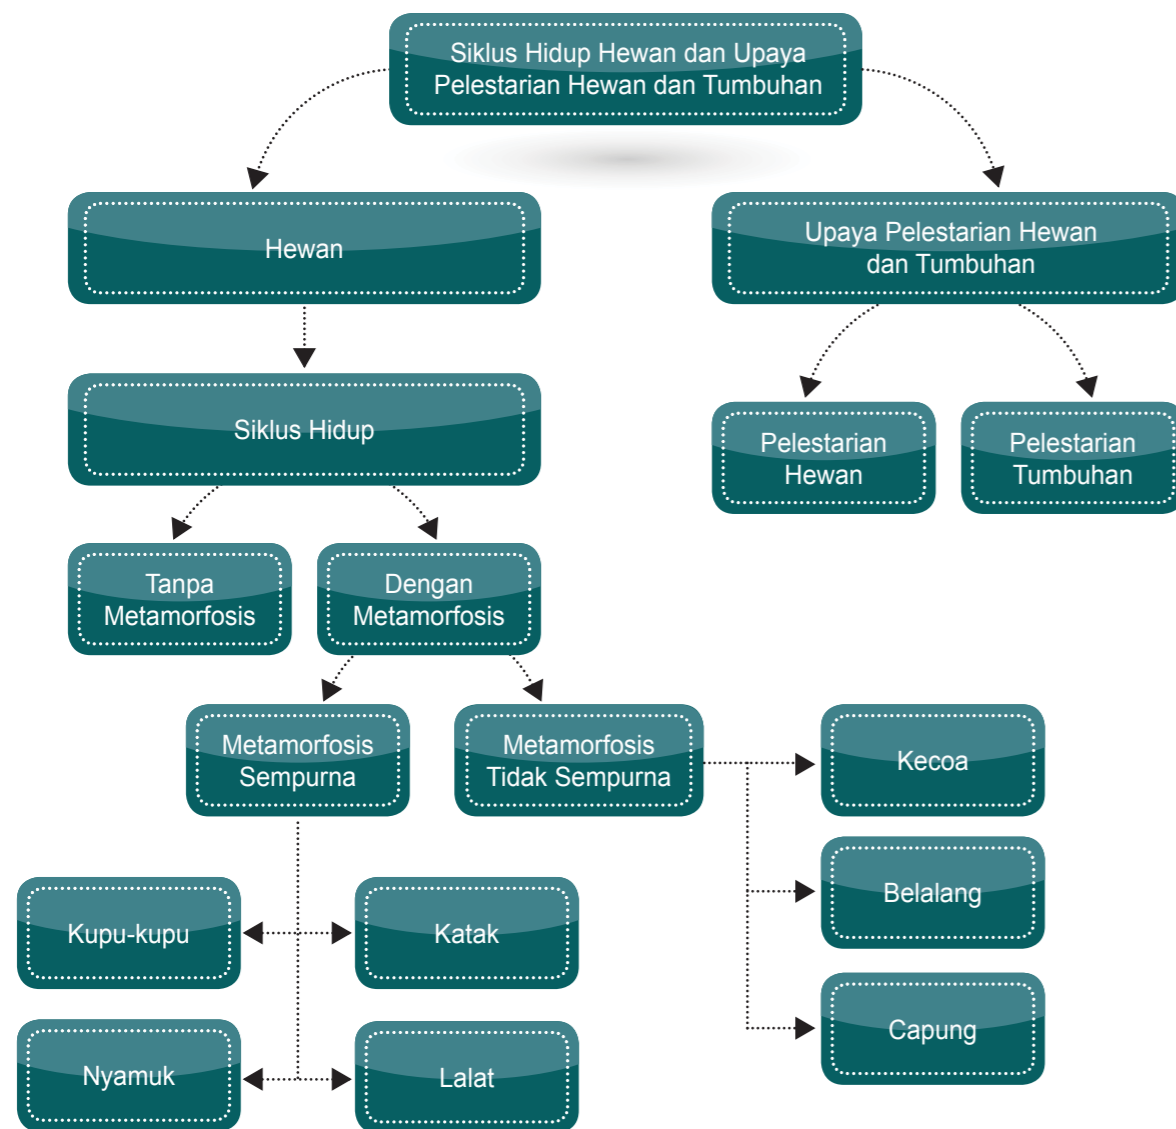 Siklus Hidup Hewan dan Upaya
Pelestarian Hewan dan Tumbuhan
Hewan
Upaya Pelestarian Hewan
dan Tumbuhan
Siklus Hidup
Pelestarian
Hewan
Pelestarian
Tumbuhan
Tanpa
Metamorfosis
Dengan
Metamorfosis
Metamorfosis
Sempurna
Metamorfosis
Tidak Sempurna
Kecoa
Belalang
Capung
Kupu-kupu
Katak
Nyamuk
Lalat